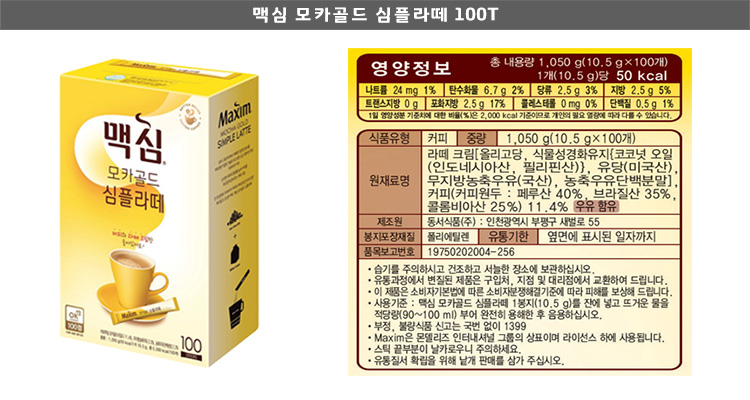 맥심 모카골드 심플라떼 100T
맥심
모카골드
심플라떼
Maxim
MOCHA GOLD
SIMPLE LATTE
100
영양정보
총 내용량 1,050 g(10.5 g×100개)
1개(10.5 g)당 50 kcal
나트륨 24 mg 1% 탄수화물 6.7 g 2% 당류 2.5 g 3% 지방 2.5 g 5%
트랜스지방 0 g 포화지방 2.5 g 17% 콜레스테롤 0 mg 0% 단백질 0.5 g 1%
1일 영양성분 기준치에 대한 비율(%)은 2,000 kcal 기준이므로 개인의 필요 열량에 따라 다를 수 있습니다.
식품유형 커피 중량 1,050 g(10.5 g×100개)
원재료명 라떼 크림[올리고당, 식물성경화유지{코코넛 오일
(인도네시아산, 필리핀산)}, 유당(미국산),
무지방농축우유(국산), 농축우유단백분말],
커피(커피원두 : 페루산 40%, 브라질산 35%,
콜롬비아산 25%) 11.4% 우유 함유
제조원 동서식품(주) : 인천광역시 부평구 새벌로 55
봉지포장재질 폴리에틸렌 유통기한 옆면에 표시된 일자까지
품목보고번호 19750202004-256
• 습기를 주의하시고 건조하고 서늘한 장소에 보관하십시오.
• 유통과정에서 변질된 제품은 구입처, 지점 및 대리점에서 교환하여 드립니다.
• 이 제품은 소비자기본법에 따른 소비자분쟁해결기준에 따라 피해를 보상해 드립니다.
• 사용기준 : 맥심 모카골드 심플라떼 1봉지(10.5 g)를 잔에 넣고 뜨거운 물을
적당량(90~100 ml) 부어 완전히 용해한 후 음용하십시오.
• 부정, 불량식품 신고는 국번 없이 1399
• Maxim은 몬델리즈 인터내셔널 그룹의 상표이며 라이선스 하에 사용됩니다.
• 스틱 끝부분이 날카로우니 주의하세요.
• 유통질서 확립을 위해 낱개 판매를 삼가 주십시오.